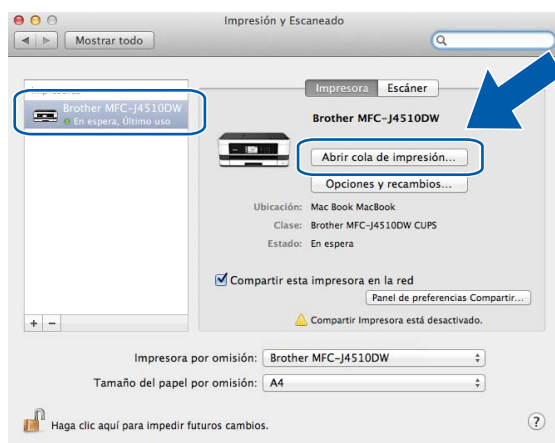 Impresión y Escaneado
Mostrar todo
Impresora Escáner
Brother MFC-J4510DW
En espera, Último uso
Brother MFC-J4510DW
Abrir cola de impresión...
Opciones y recambios...
Ubicación: Mac Book MacBook
Clase: Brother MFC-J4510DW CUPS
Estado: En espera
Compartir esta impresora en la red
Panel de preferencias Compartir...
+ −
Compartir Impresora está desactivado.
Impresora por omisión: Brother MFC-J4510DW
Tamaño del papel por omisión: A4
Haga clic aquí para impedir futuros cambios.
?